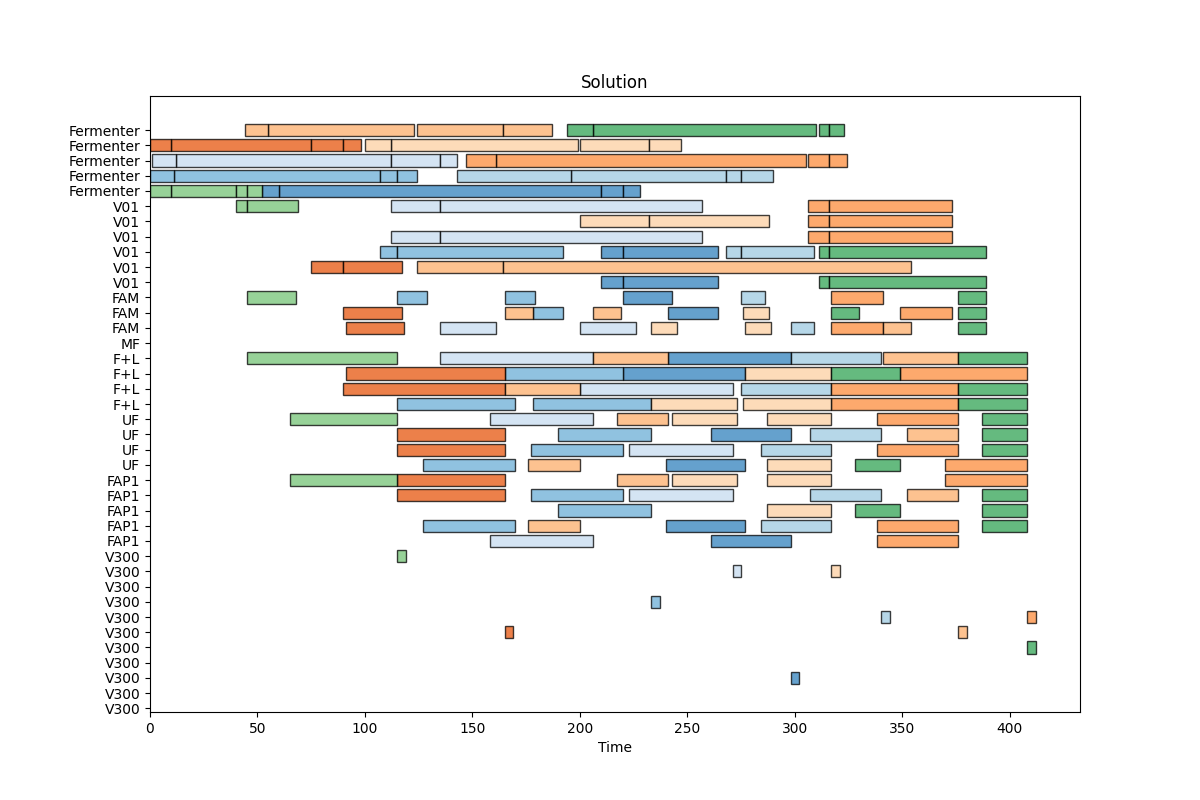 Solution
Fermenter
Fermenter
Fermenter
Fermenter
Fermenter
V01
V01
V01
V01
V01
V01
FAM
FAM
FAM
MF
F+L
F+L
F+L
F+L
UF
UF
UF
UF
FAP1
FAP1
FAP1
FAP1
FAP1
V300
V300
V300
V300
V300
V300
V300
V300
V300
V300
V300
0 50 100 150 200 250 300 350 400
Time